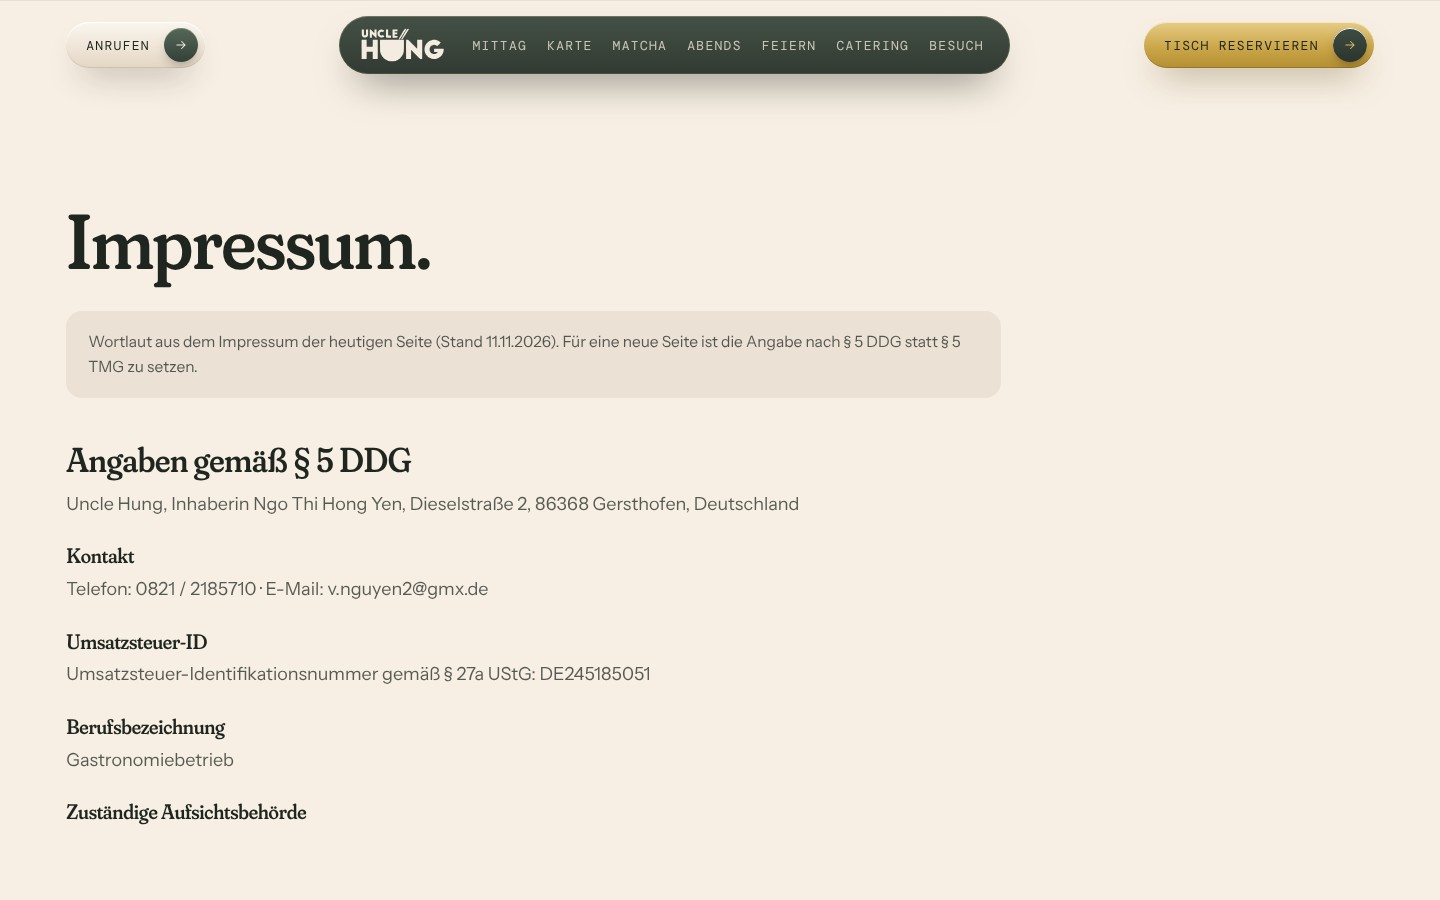 ANRUFEN →
UNCLE HUNG
MITTAG KARTE MATCHA ABENDS FEIERN CATERING BESUCH
TISCH RESERVIEREN →
Impressum.
Wortlaut aus dem Impressum der heutigen Seite (Stand 11.11.2026). Für eine neue Seite ist die Angabe nach § 5 DDG statt § 5
TMG zu setzen.
Angaben gemäß § 5 DDG
Uncle Hung, Inhaberin Ngo Thi Hong Yen, Dieselstraße 2, 86368 Gersthofen, Deutschland
Kontakt
Telefon: 0821 / 2185710 · E-Mail: v.nguyen2@gmx.de
Umsatzsteuer-ID
Umsatzsteuer-Identifikationsnummer gemäß § 27a UStG: DE245185051
Berufsbezeichnung
Gastronomiebetrieb
Zuständige Aufsichtsbehörde